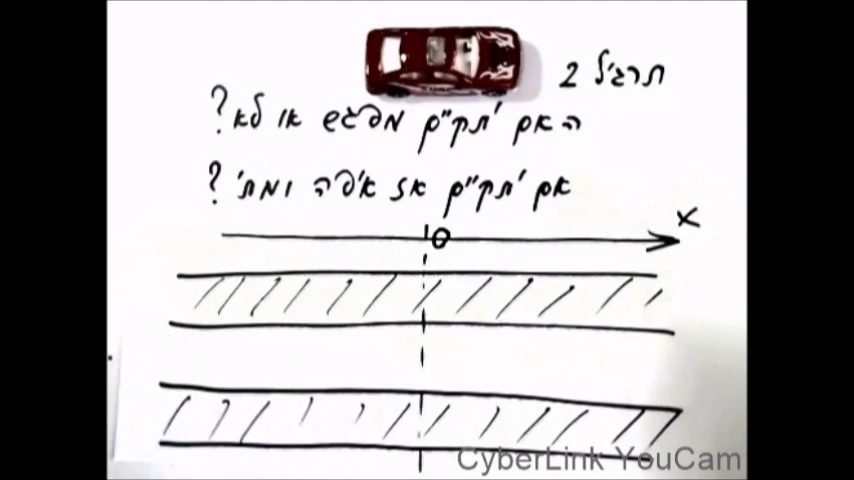 תרגיל 2
האם יתקיים מפגש או לא?
אם יתקיים אז איפה ומתי?
x
0
CyberLink YouCam